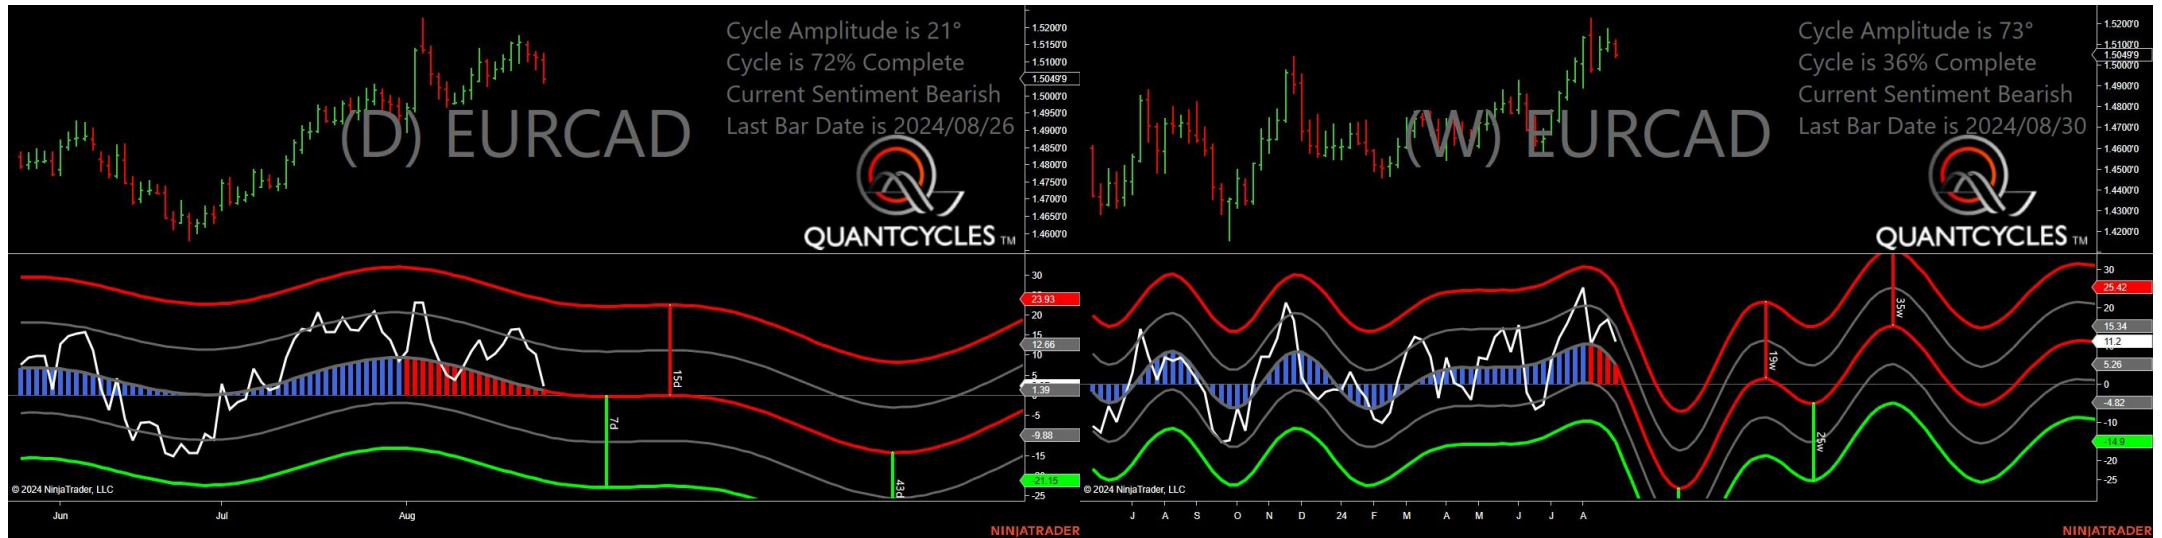 Cycle Amplitude is 21°
Cycle is 72% Complete
Current Sentiment Bearish
Last Bar Date is 2024/08/26
(D) EURCAD
QUANTCYCLES TM
1.5200'0
1.5150'0
1.5100'0
1.5049'9
1.5000'0
1.4950'0
1.4900'0
1.4850'0
1.4800'0
1.4750'0
1.4700'0
1.4650'0
1.4600'0
30
23.93
20
15
12.66
10
5
1.39
-5
-9.88
-15
-21.15
-25
15d
7d
43d
© 2024 NinjaTrader, LLC
Jun
Jul
Aug
NINJATRADER
Cycle Amplitude is 73°
Cycle is 36% Complete
Current Sentiment Bearish
Last Bar Date is 2024/08/30
(W) EURCAD
QUANTCYCLES TM
1.5200'0
1.5100'0
1.5049'9
1.5000'0
1.4900'0
1.4800'0
1.4700'0
1.4600'0
1.4500'0
1.4400'0
1.4300'0
1.4200'0
30
25.42
20
15.34
11.2
5.26
0
-4.82
-10
-14.9
-20
-25
19w
25w
35w
© 2024 NinjaTrader, LLC
J
A
S
O
N
D
24
F
M
A
M
J
J
A
NINJATRADER